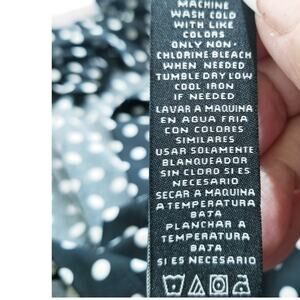 MACHINE
WASH COLD
WITH LIKE
COLORS
ONLY NON-
CHLORINE BLEACH
WHEN NEEDED
TUMBLE DRY LOW
COOL IRON
IF NEEDED
LAVAR A MAQUINA
EN AGUA FRIA
CON COLORES
SIMILARES
USAR SOLAMENTE
BLANQUEADOR
SIN CLORO SI ES
NECESARIO
SECAR A MAQUINA
A TEMPERATURA
BAJA
PLANCHAR A
TEMPERATURA
BAJA
SI ES NECESARIO